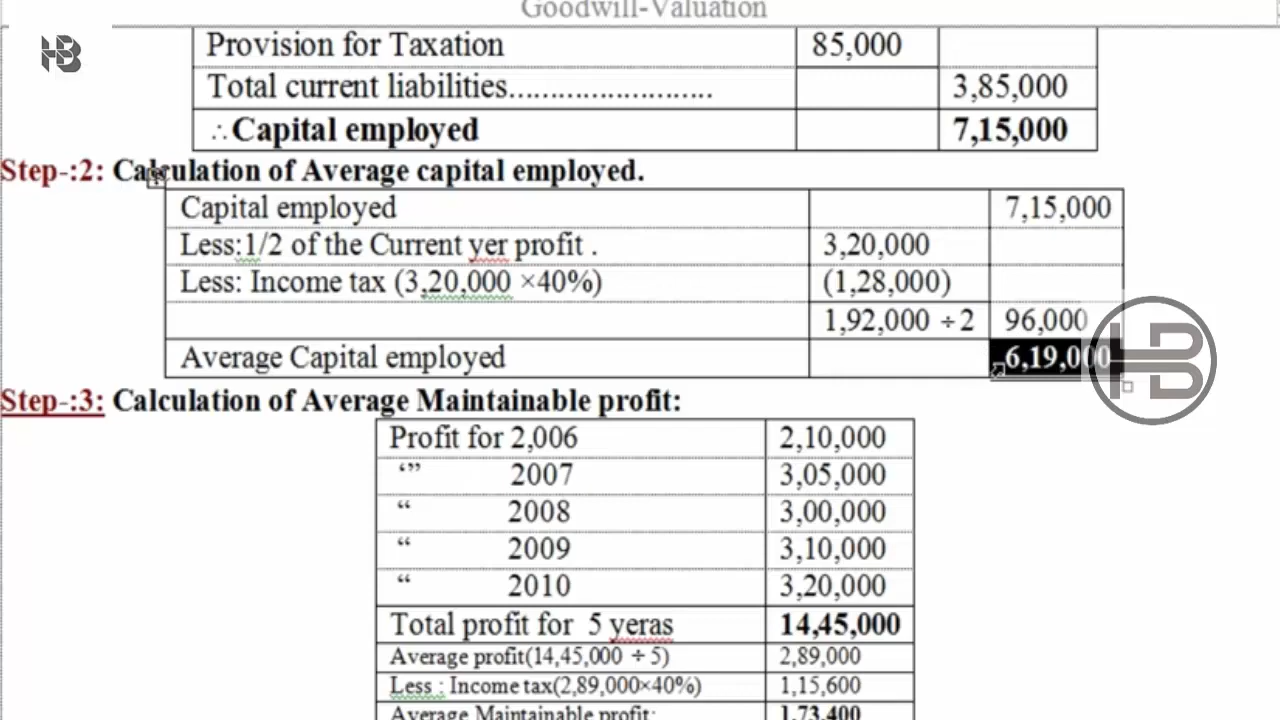 Goodwill-Valuation
HB
Provision for Taxation 85,000
Total current liabilities......................... 3,85,000
∴ Capital employed 7,15,000
Step-:2: Calculation of Average capital employed.
Capital employed 7,15,000
Less:1/2 of the Current yer profit . 3,20,000
Less: Income tax (3,20,000 ×40%) (1,28,000)
1,92,000 ÷2 96,000
Average Capital employed 6,19,000
HB
Step-:3: Calculation of Average Maintainable profit:
Profit for 2,006 2,10,000
‘” 2007 3,05,000
“ 2008 3,00,000
“ 2009 3,10,000
“ 2010 3,20,000
Total profit for 5 yeras 14,45,000
Average profit(14,45,000 ÷ 5) 2,89,000
Less : Income tax(2,89,000×40%) 1,15,600
Average Maintainable profit: 1,73,400